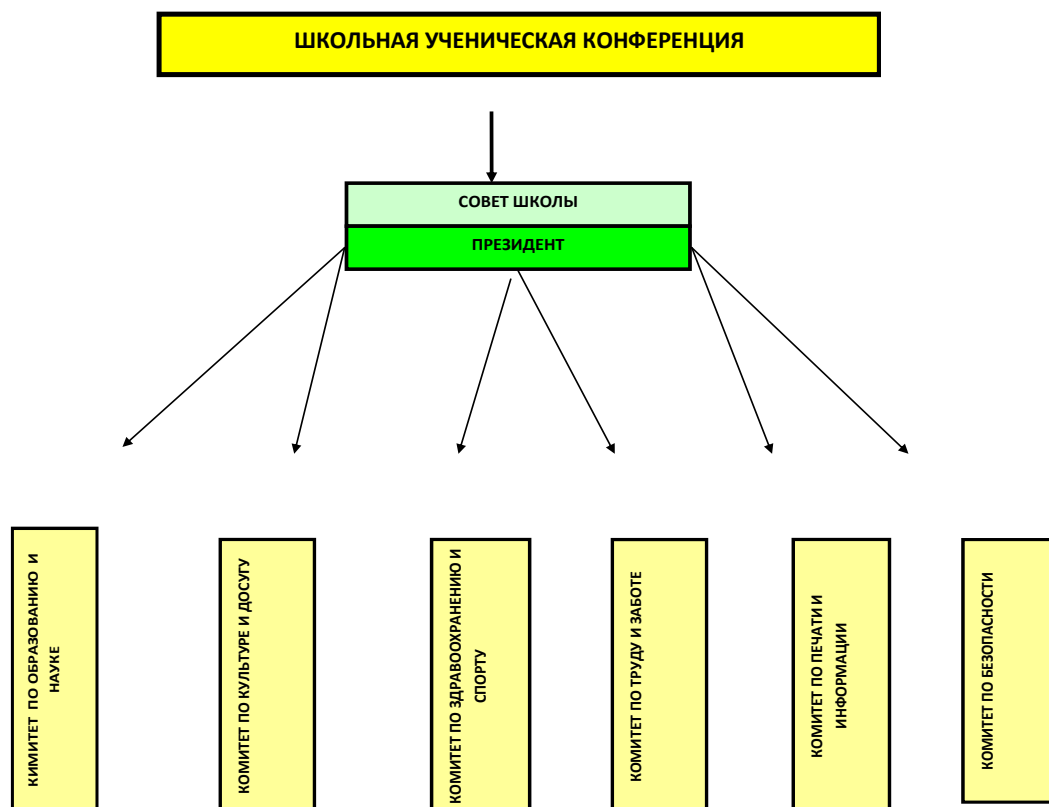 ШКОЛЬНАЯ УЧЕНИЧЕСКАЯ КОНФЕРЕНЦИЯ
СОВЕТ ШКОЛЫ
ПРЕЗИДЕНТ
КИМИТЕТ ПО ОБРАЗОВАНИЮ И
НАУКЕ
КОМИТЕТ ПО КУЛЬТУРЕ И ДОСУГУ
КОМИТЕТ ПО ЗДРАВООХРАНЕНИЮ И
СПОРТУ
КОМИТЕТ ПО ТРУДУ И ЗАБОТЕ
КОМИТЕТ ПО ПЕЧАТИ И
ИНФОРМАЦИИ
КОМИТЕТ ПО БЕЗОПАСНОСТИ